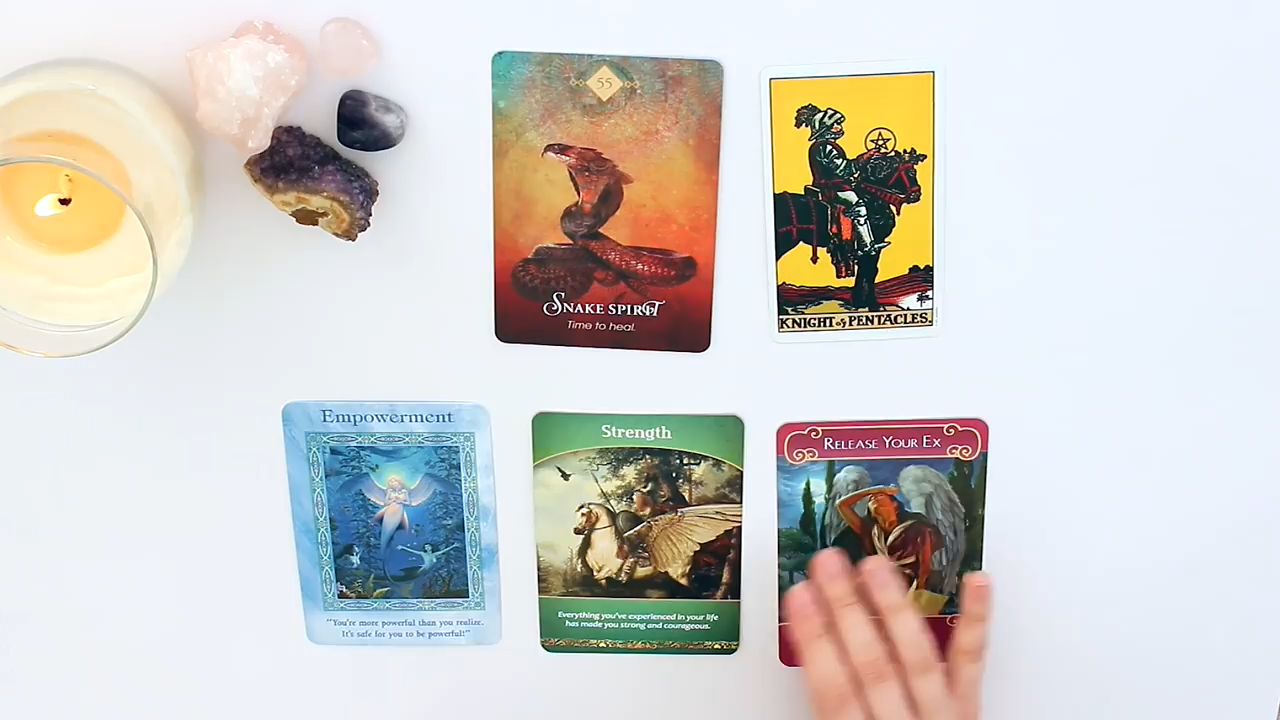 55
SNAKE SPIRIT
Time to heal.
KNIGHT of PENTACLES.
Empowerment
"You're more powerful than you realize.
It's safe for you to be powerful!"
Strength
Everything you've experienced in your life
has made you strong and courageous.
RELEASE YOUR EX